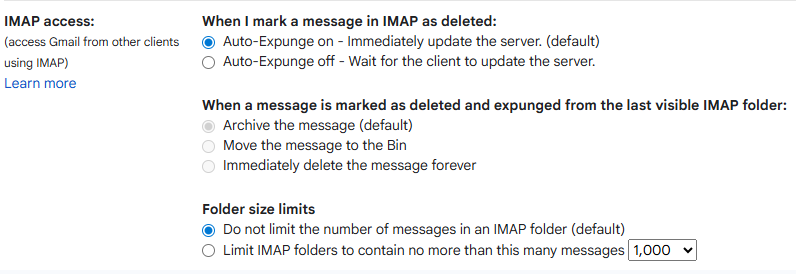 IMAP access:
(access Gmail from other clients
using IMAP)
Learn more
When I mark a message in IMAP as deleted:
Auto-Expunge on - Immediately update the server. (default)
Auto-Expunge off - Wait for the client to update the server.
When a message is marked as deleted and expunged from the last visible IMAP folder:
Archive the message (default)
Move the message to the Bin
Immediately delete the message forever
Folder size limits
Do not limit the number of messages in an IMAP folder (default)
Limit IMAP folders to contain no more than this many messages 1,000